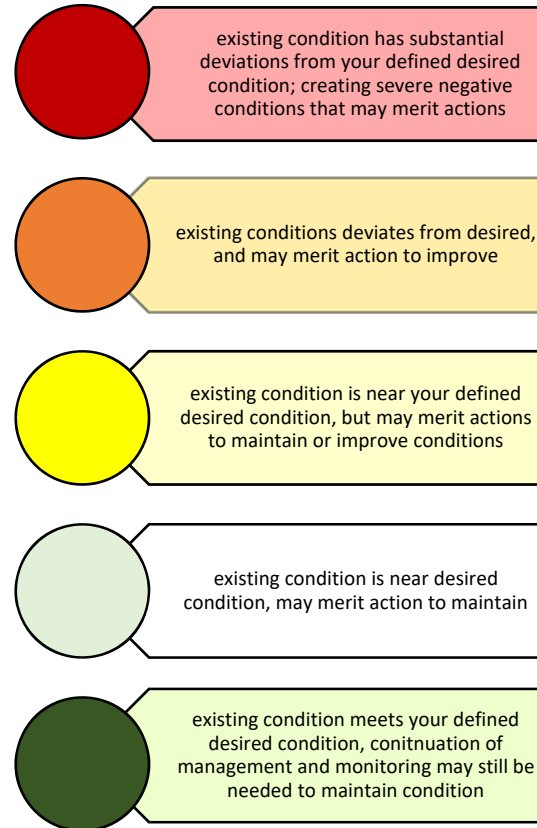 existing condition has substantial
deviations from your defined desired
condition; creating severe negative
conditions that may merit actions
existing conditions deviates from desired,
and may merit action to improve
existing condition is near your defined
desired condition, but may merit actions
to maintain or improve conditions
existing condition is near desired
condition, may merit action to maintain
existing condition meets your defined
desired condition, conitnuation of
management and monitoring may still be
needed to maintain condition